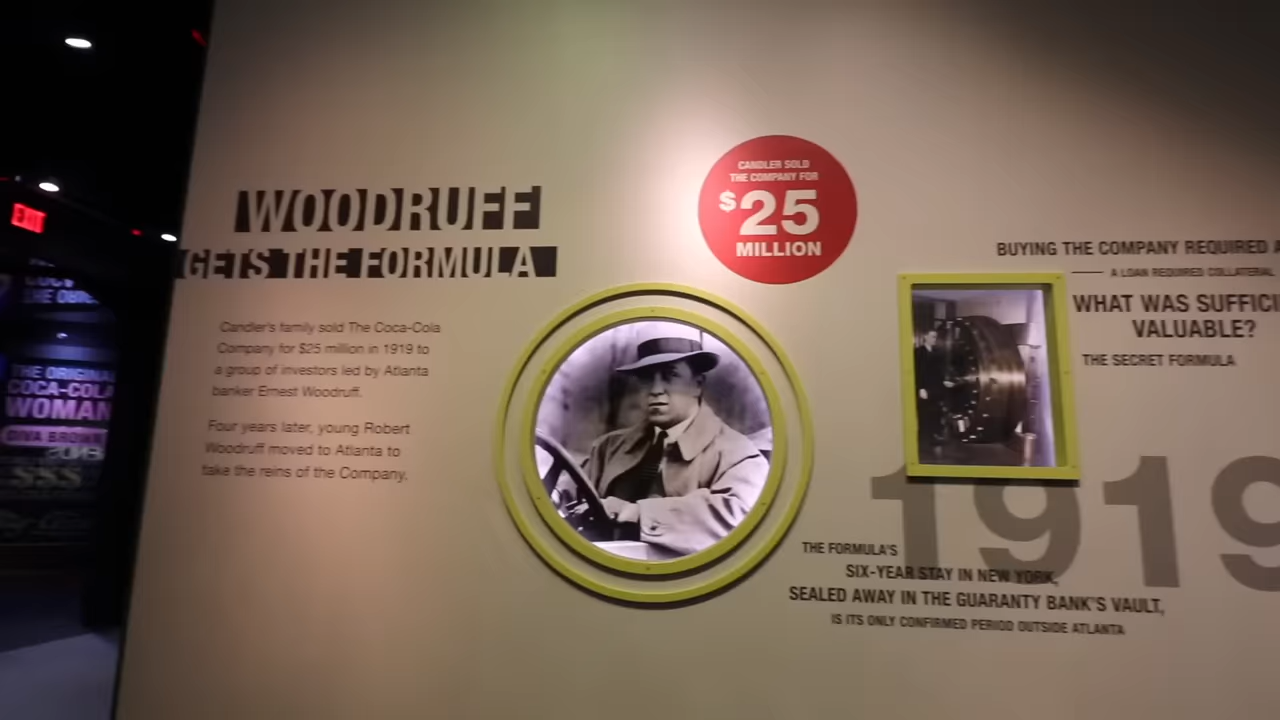 WOODRUFF
GETS THE FORMULA
Candler's family sold The Coca-Cola
Company for $25 million in 1919 to
a group of investors led by Atlanta
banker Ernest Woodruff.
Four years later, young Robert
Woodruff moved to Atlanta to
take the reins of the Company.
CANDLER SOLD
THE COMPANY FOR
$25
MILLION
BUYING THE COMPANY REQUIRED A
A LOAN REQUIRED COLLATERAL
WHAT WAS SUFFICI
VALUABLE?
THE SECRET FORMULA
1919
THE FORMULA'S
SIX-YEAR STAY IN NEW YORK,
SEALED AWAY IN THE GUARANTY BANK'S VAULT,
IS ITS ONLY CONFIRMED PERIOD OUTSIDE ATLANTA
EXIT
THE ORIGINAL
COCA-COLA
WOMAN
DIVA BROWN